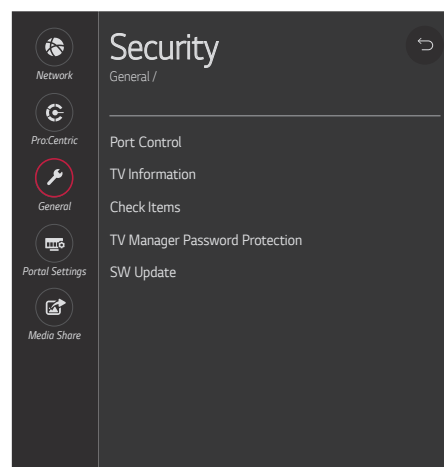 Security
General /
Network
Pro:Centric
General
Portal Settings
Media Share
Port Control
TV Information
Check Items
TV Manager Password Protection
SW Update